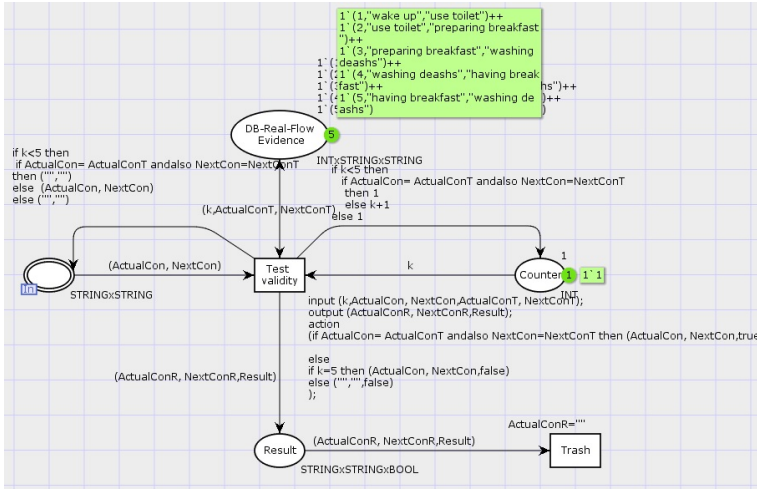 1`(1,"wake up","use toilet")++
1`(2,"use toilet","preparing breakfast
")++
1`(3,"preparing breakfast","washing
deashs")++
1`(4,"washing deashs","having break
fast")++
1`(5,"having breakfast","washing de
ashs")
DB-Real-Flow
Evidence
5
INTxSTRINGxSTRING
if k<5 then
if ActualCon= ActualConT andalso NextCon=NextConT
then ("","")
else (ActualCon, NextCon)
else ("","")
if k<5 then
if ActualCon= ActualConT andalso NextCon=NextConT
then 1
else k+1
else 1
(k,ActualConT, NextConT)
(ActualCon, NextCon)
Test
validity
k
1
Counter
1
1`1
INT
In
STRINGxSTRING
input (k,ActualCon, NextCon,ActualConT, NextConT);
output (ActualConR, NextConR,Result);
action
(if ActualCon= ActualConT andalso NextCon=NextConT then (ActualCon, NextCon,true
else
if k=5 then (ActualCon, NextCon,false)
else ("","",false)
);
(ActualConR, NextConR,Result)
ActualConR=""
Result
(ActualConR, NextConR,Result)
Trash
STRINGxSTRINGxBOOL